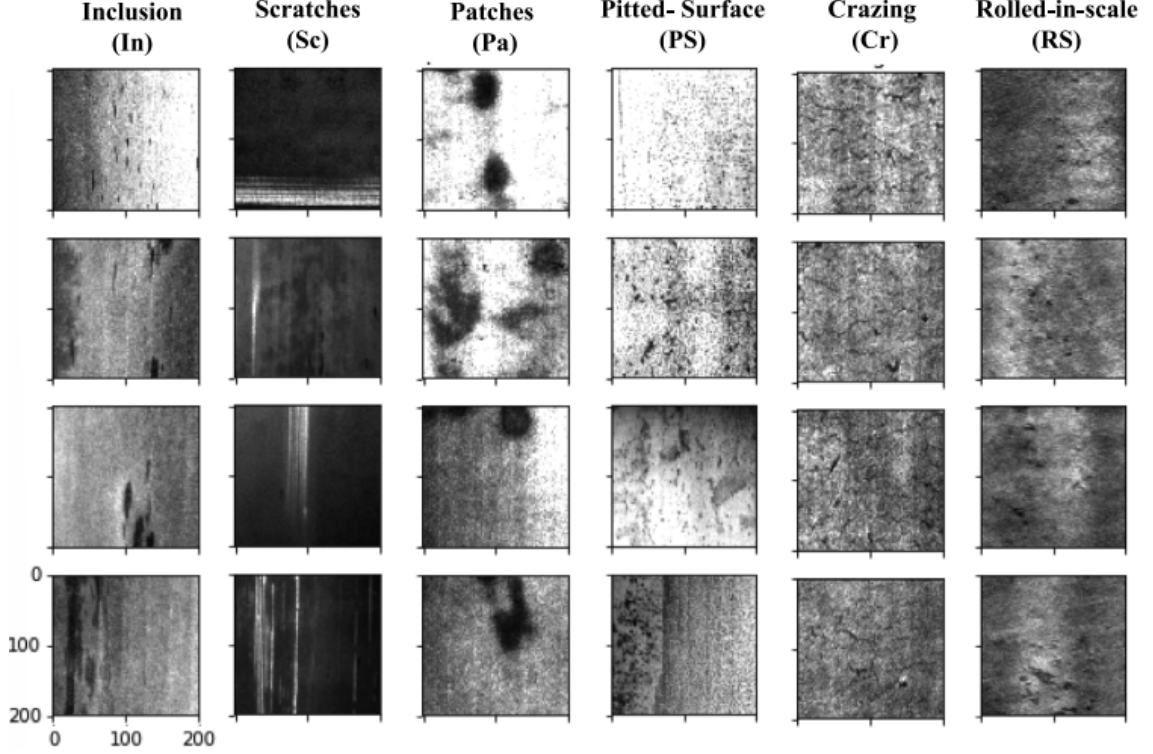 Inclusion
(In)
Scratches
(Sc)
Patches
(Pa)
Pitted- Surface
(PS)
Crazing
(Cr)
Rolled-in-scale
(RS)
0
100
200
0
100
200